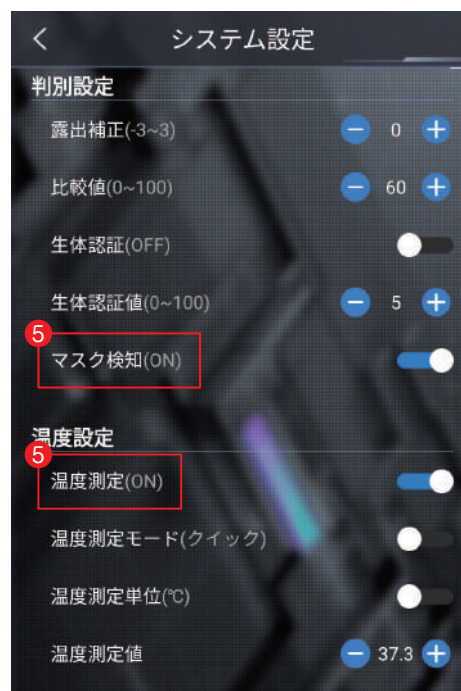 システム設定
判別設定
露出補正(-3~3) 0
比較値(0~100) 60
生体認証(OFF)
生体認証値(0~100) 5
5
マスク検知(ON)
温度設定
5
温度測定(ON)
温度測定モード(クイック)
温度測定単位(℃)
温度測定値 37.3